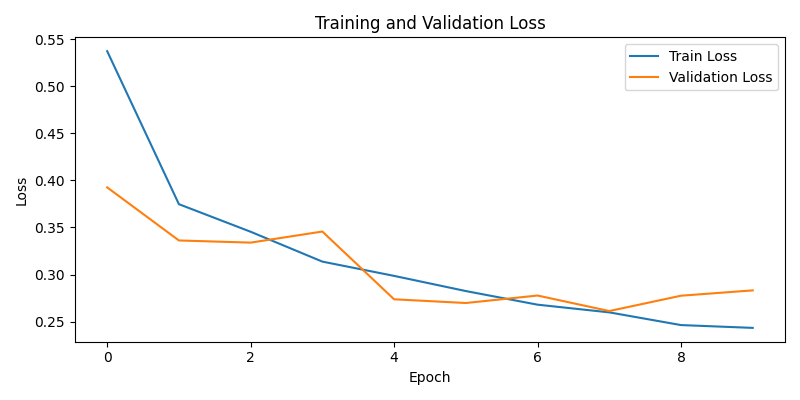 Training and Validation Loss
Train Loss
Validation Loss
0.55
0.50
0.45
0.40
0.35
0.30
0.25
Loss
0 2 4 6 8
Epoch